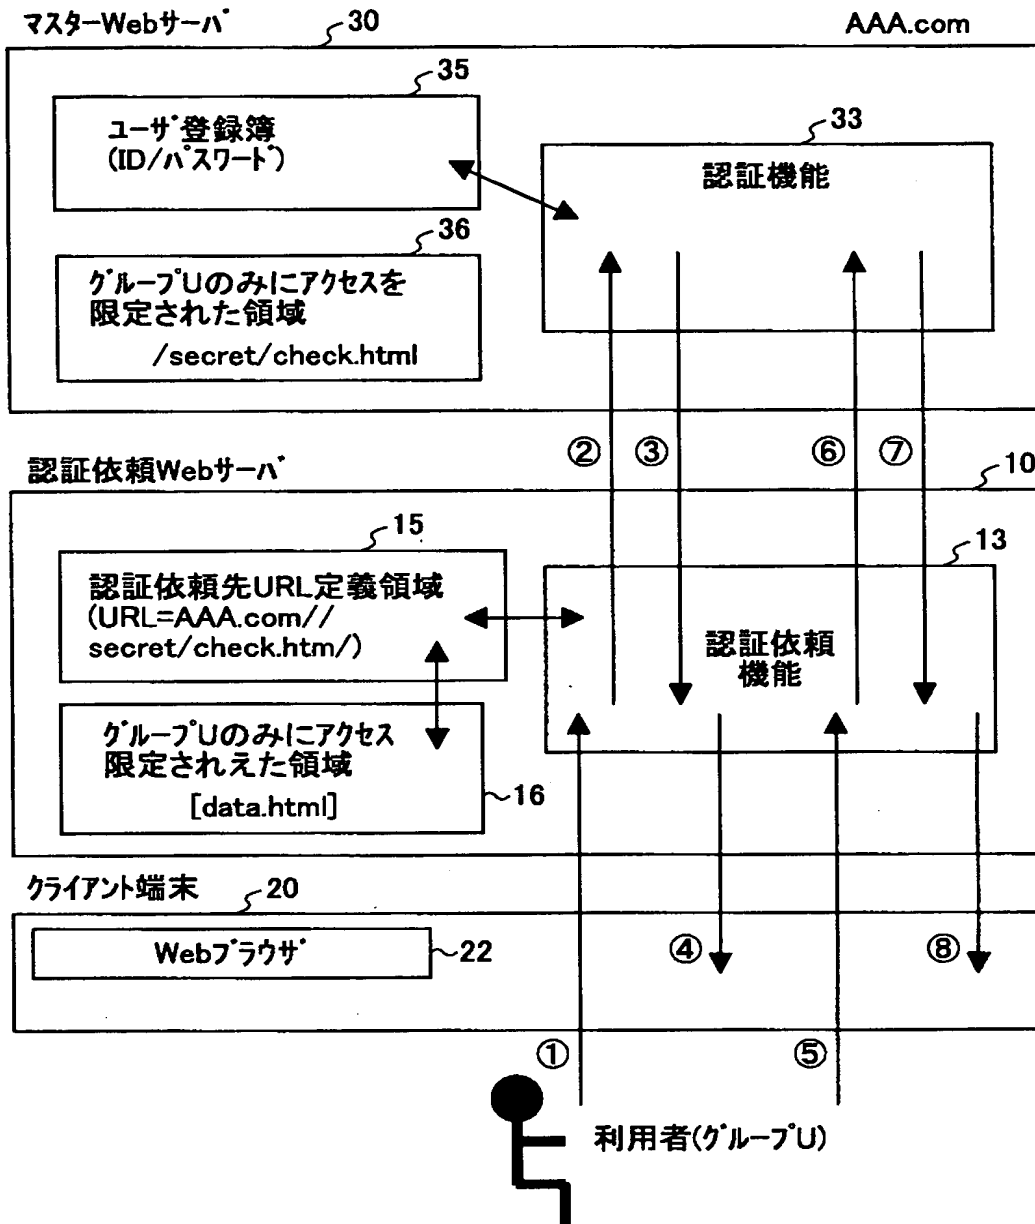 マスターWebサーバ
30
AAA.com
35
ユーザ登録簿
(ID/パスワード)
33
認証機能
36
グループUのみにアクセスを
限定された領域
/secret/check.html
②
③
⑥
⑦
認証依頼Webサーバ
10
15
認証依頼先URL定義領域
(URL=AAA.com//
secret/check.htm/)
13
認証依頼
機能
グループUのみにアクセス
限定されえた領域
[data.html]
16
クライアント端末
20
Webブラウザ
22
④
⑧
①
⑤
利用者(グループU)